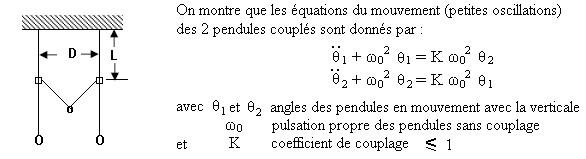 On montre que les équations du mouvement (petites oscillations)
des 2 pendules couplés sont donnés par :
D
L
θ̈₁ + ω₀² θ₁ = K ω₀² θ₂
θ̈₂ + ω₀² θ₂ = K ω₀² θ₁
avec θ₁ et θ₂ angles des pendules en mouvement avec la verticale
ω₀ pulsation propre des pendules sans couplage
et K coefficient de couplage ⩽ 1